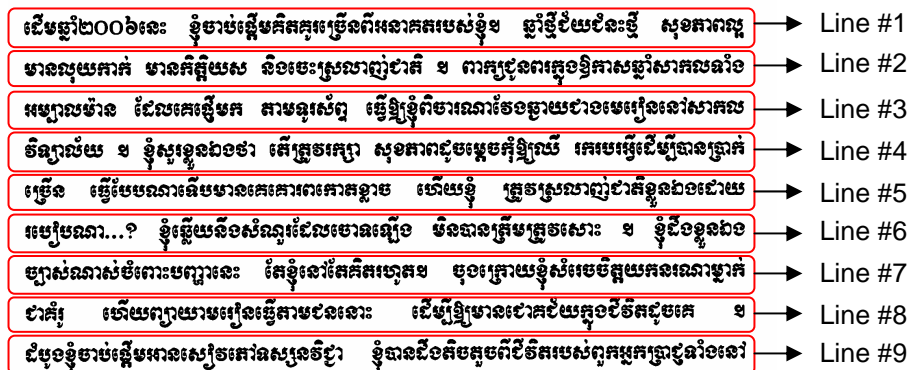 ដើមឆ្នាំ២០០៦នេះ ខ្ញុំចាប់ផ្ដើមគិតគូរច្រើនពីអនាគតរបស់ខ្ញុំ។ ឆ្នាំថ្មីជ័យជំនះថ្មី សុខភាពល្អ Line #1
មានលុយកាក់ មានកិត្តិយស និងចេះស្រលាញ់ជាតិ ។ ពាក្យជូនពរក្នុងឱកាសឆ្នាំសាកលទាំង Line #2
អម្បាលម៉ាន ដែលគេផ្ញើមក តាមទូរស័ព្ទ ធ្វើឱ្យខ្ញុំពិចារណាវែងឆ្ងាយជាងមេរៀននៅសាកល Line #3
វិទ្យាល័យ ។ ខ្ញុំសួរខ្លួនឯងថា តើត្រូវរក្សា សុខភាពដូចម្ដេចកុំឱ្យឈឺ រករបរអ្វីដើម្បីបានប្រាក់ Line #4
ច្រើន ធ្វើបែបណាទើបមានគេគោរពកោតខ្លាច ហើយខ្ញុំ ត្រូវស្រលាញ់ជាតិខ្លួនឯងដោយ Line #5
របៀបណា...? ខ្ញុំឆ្លើយនឹងសំណួរដែលចោទឡើង មិនបានត្រឹមត្រូវសោះ ។ ខ្ញុំដឹងខ្លួនឯង Line #6
ច្បាស់ណាស់ចំពោះបញ្ហានេះ តែខ្ញុំនៅតែគិតរហូត។ ចុងក្រោយខ្ញុំសំរេចចិត្តយកនរណាម្នាក់ Line #7
ជាគំរូ ហើយព្យាយាមរៀនធ្វើតាមជននោះ ដើម្បីឱ្យមានជោគជ័យក្នុងជីវិតដូចគេ ។ Line #8
ដំបូងខ្ញុំចាប់ផ្ដើមអានសៀវភៅទស្សនវិជ្ជា ខ្ញុំបានដឹងតិចតួចពីជីវិតរបស់ពួកអ្នកប្រាជ្ញទាំងនៅ Line #9